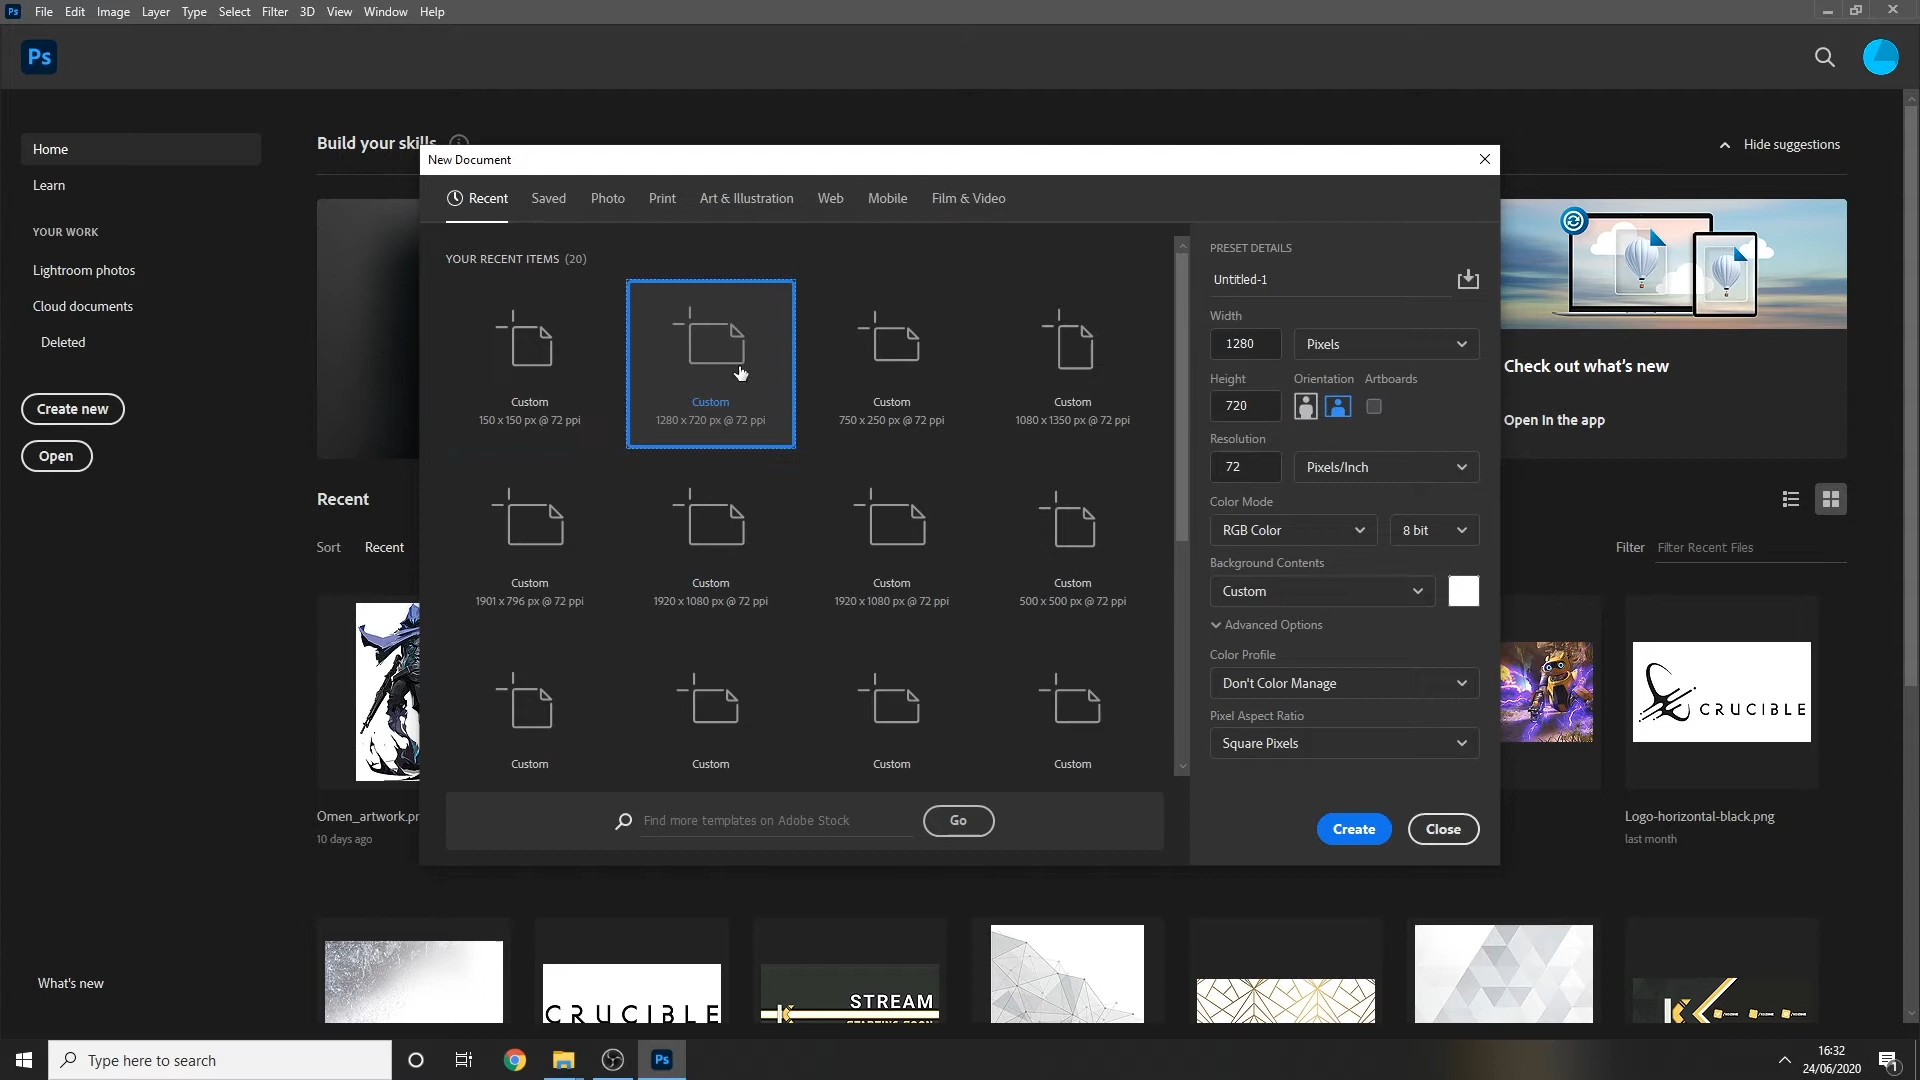 Ps File Edit Image Layer Type Select Filter 3D View Window Help
Ps
Home
Learn
YOUR WORK
Lightroom photos
Cloud documents
Deleted
Create new
Open
What's new
Build your skills
Hide suggestions
New Document
Recent Saved Photo Print Art & Illustration Web Mobile Film & Video
YOUR RECENT ITEMS (20)
Custom Custom Custom Custom
150 x 150 px @ 72 ppi 1280 x 720 px @ 72 ppi 750 x 250 px @ 72 ppi 1080 x 1350 px @ 72 ppi
Custom Custom Custom Custom
1901 x 796 px @ 72 ppi 1920 x 1080 px @ 72 ppi 1920 x 1080 px @ 72 ppi 500 x 500 px @ 72 ppi
Custom Custom Custom Custom
Find more templates on Adobe Stock Go
PRESET DETAILS
Untitled-1
Width
1280 Pixels
Height Orientation Artboards
720
Resolution
72 Pixels/Inch
Color Mode
RGB Color 8 bit
Background Contents
Custom
Advanced Options
Color Profile
Don't Color Manage
Pixel Aspect Ratio
Square Pixels
Create Close
Check out what's new
Open in the app
Recent
Sort Recent
Filter Filter Recent Files
CRUCIBLE
Omen_artwork.pr
10 days ago
Logo-horizontal-black.png
last month
CRUCIBLE
STREAM
STARTING SOON
Type here to search
Ps
16:32
24/06/2020
1